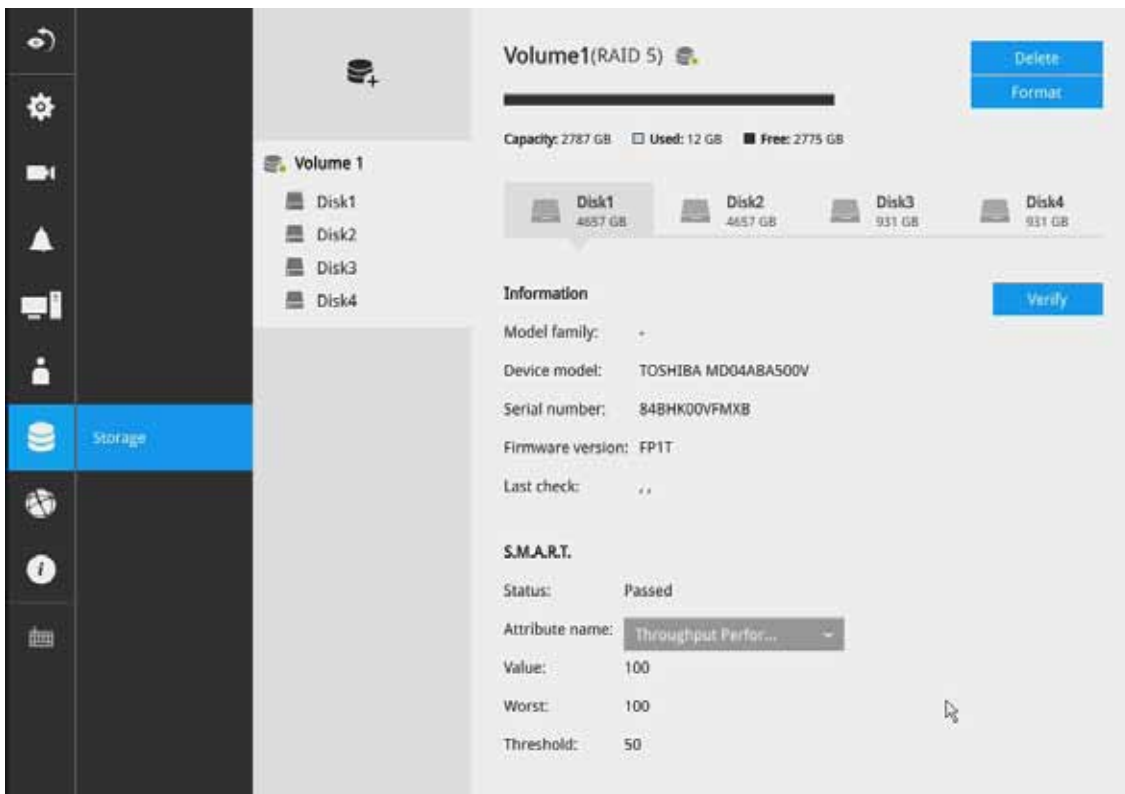 Storage
Volume 1
Disk1
Disk2
Disk3
Disk4
Volume1(RAID 5)
Delete
Format
Capacity: 2787 GB Used: 12 GB Free: 2775 GB
Disk1 Disk2 Disk3 Disk4
4657 GB 4657 GB 931 GB 931 GB
Information
Verify
Model family: -
Device model: TOSHIBA MD04ABA500V
Serial number: 84BHK00VFMXB
Firmware version: FP1T
Last check: , ,
S.M.A.R.T.
Status: Passed
Attribute name: Throughput Perfor...
Value: 100
Worst: 100
Threshold: 50